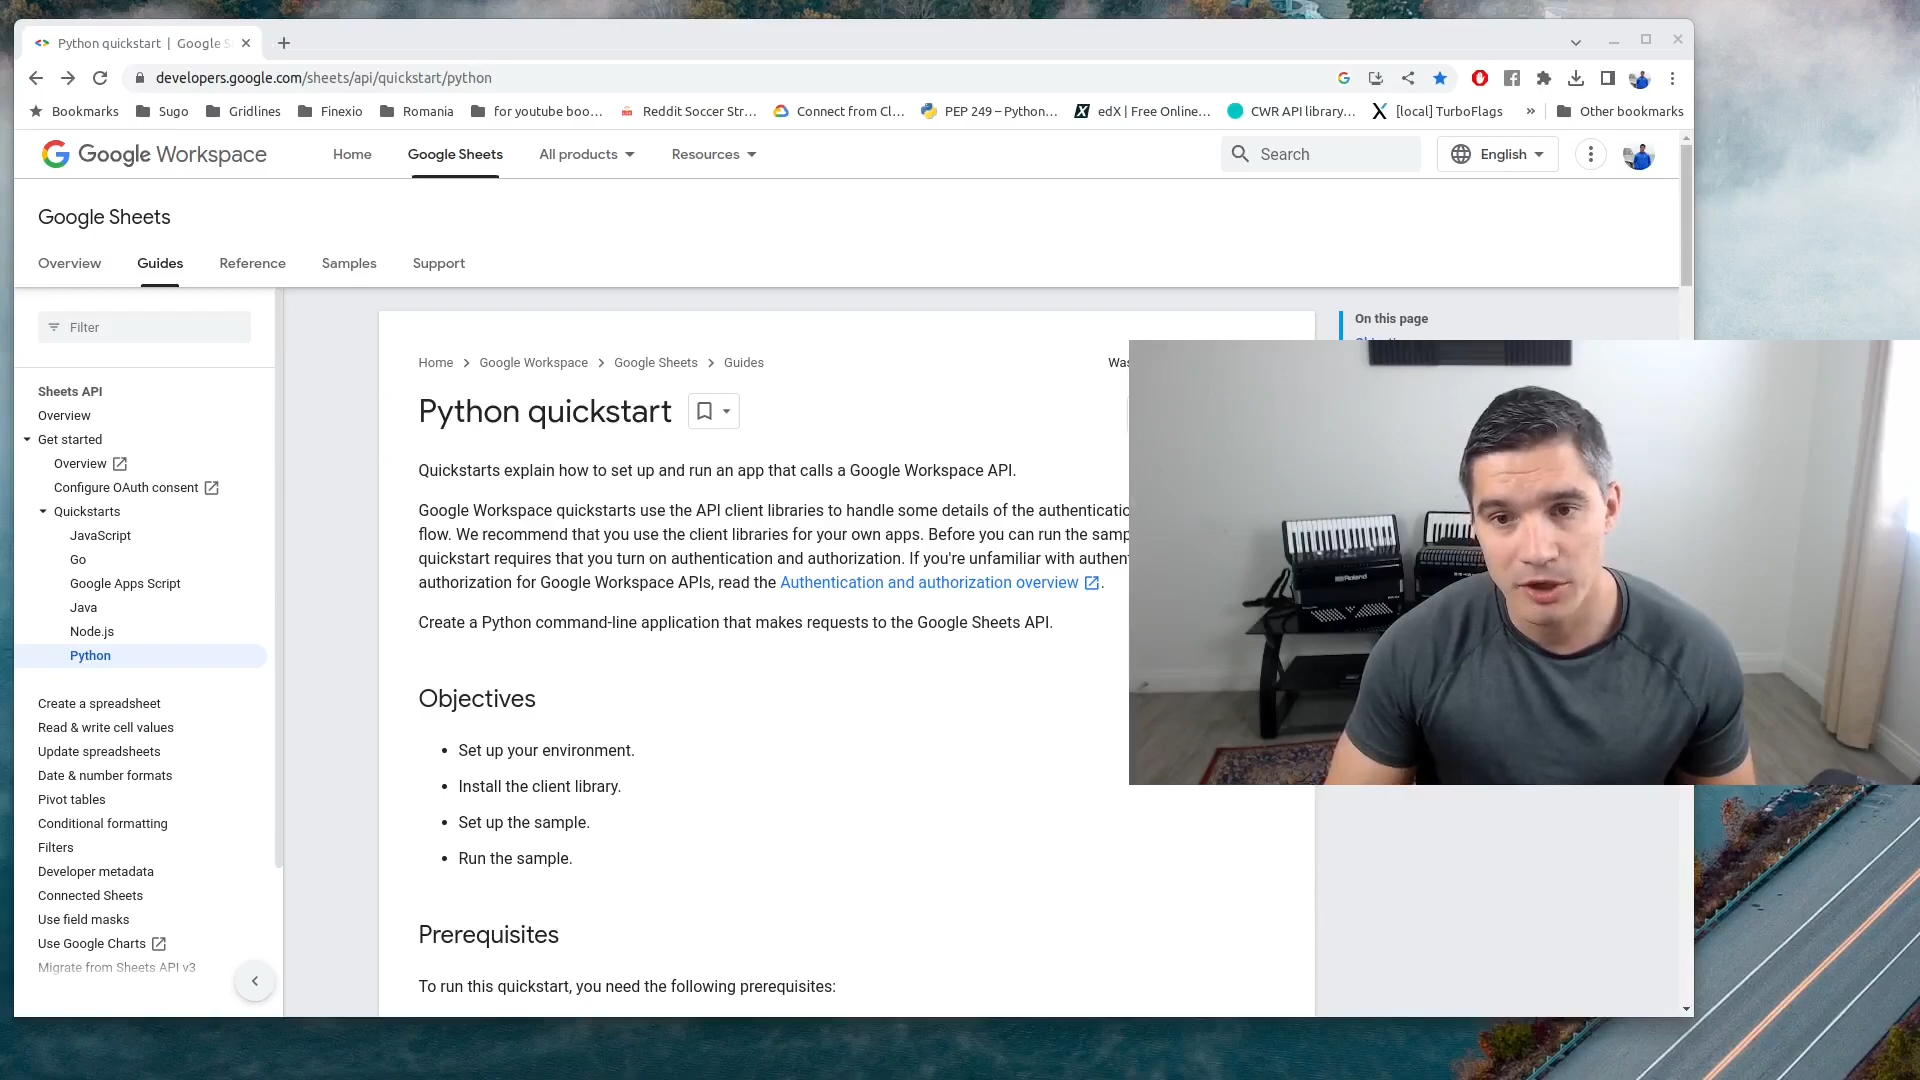 Python quickstart | Google S
developers.google.com/sheets/api/quickstart/python
Bookmarks Sugo Gridlines Finexio Romania for youtube boo... Reddit Soccer Str... Connect from Cl... PEP 249 – Python... edX | Free Online... CWR API library... [local] TurboFlags » Other bookmarks
Google Workspace Home Google Sheets All products Resources Search English
Google Sheets
Overview Guides Reference Samples Support
Filter
Sheets API
Overview
Get started
Overview
Configure OAuth consent
Quickstarts
JavaScript
Go
Google Apps Script
Java
Node.js
Python
Create a spreadsheet
Read & write cell values
Update spreadsheets
Date & number formats
Pivot tables
Conditional formatting
Filters
Developer metadata
Connected Sheets
Use field masks
Use Google Charts
Migrate from Sheets API v3
Home > Google Workspace > Google Sheets > Guides
Was
Python quickstart
Quickstarts explain how to set up and run an app that calls a Google Workspace API.
Google Workspace quickstarts use the API client libraries to handle some details of the authenticatio
flow. We recommend that you use the client libraries for your own apps. Before you can run the samp
quickstart requires that you turn on authentication and authorization. If you're unfamiliar with authent
authorization for Google Workspace APIs, read the Authentication and authorization overview.
Create a Python command-line application that makes requests to the Google Sheets API.
Objectives
• Set up your environment.
• Install the client library.
• Set up the sample.
• Run the sample.
Prerequisites
To run this quickstart, you need the following prerequisites:
On this page
Roland